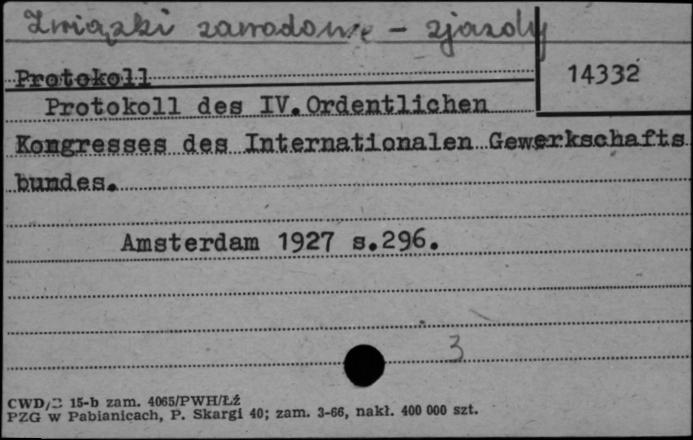 Związki zawodowe - zjazdy
Protokoll
14332
Protokoll des IV.Ordentlichen
Kongresses des Internationalen Gewerkschafts
bundes.
Amsterdam 1927 s.296.
3
CWD, 15-b zam. 4065/PWH/Łź
PZG w Pabianicach, P. Skargi 40; zam. 3-66, nakł. 400 000 szt.